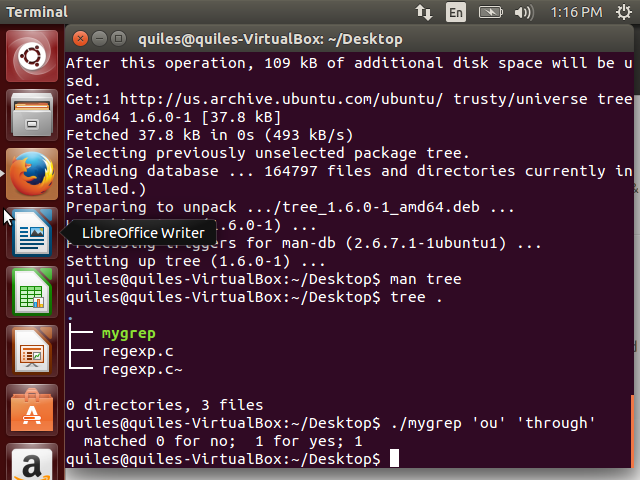 Terminal
En
1:16 PM
quiles@quiles-VirtualBox: ~/Desktop
After this operation, 109 kB of additional disk space will be u
sed.
Get:1 http://us.archive.ubuntu.com/ubuntu/ trusty/universe tree
amd64 1.6.0-1 [37.8 kB]
Fetched 37.8 kB in 0s (493 kB/s)
Selecting previously unselected package tree.
(Reading database ... 164797 files and directories currently in
stalled.)
Preparing to unpack .../tree_1.6.0-1_amd64.deb ...
.6.0-1) ...
LibreOffice Writer
Processing triggers for man-db (2.6.7.1-1ubuntu1) ...
Setting up tree (1.6.0-1) ...
quiles@quiles-VirtualBox:~/Desktop$ man tree
quiles@quiles-VirtualBox:~/Desktop$ tree .
.
├── mygrep
├── regexp.c
└── regexp.c~
0 directories, 3 files
quiles@quiles-VirtualBox:~/Desktop$ ./mygrep 'ou' 'through'
matched 0 for no;  1 for yes; 1
quiles@quiles-VirtualBox:~/Desktop$